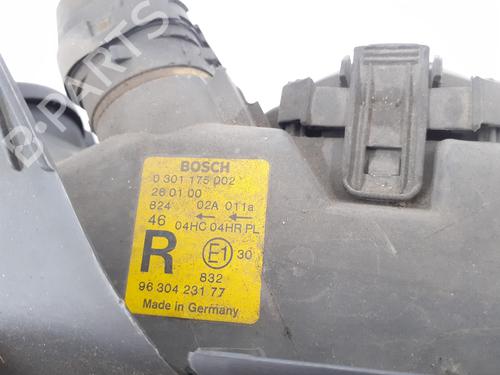 B-PARTS
BOSCH
0 301 175 002
28 01 00
824 02A 011a
46 ← ←
04HC 04HR PL
R E1 30
832
96 304 231 77
Made in Germany